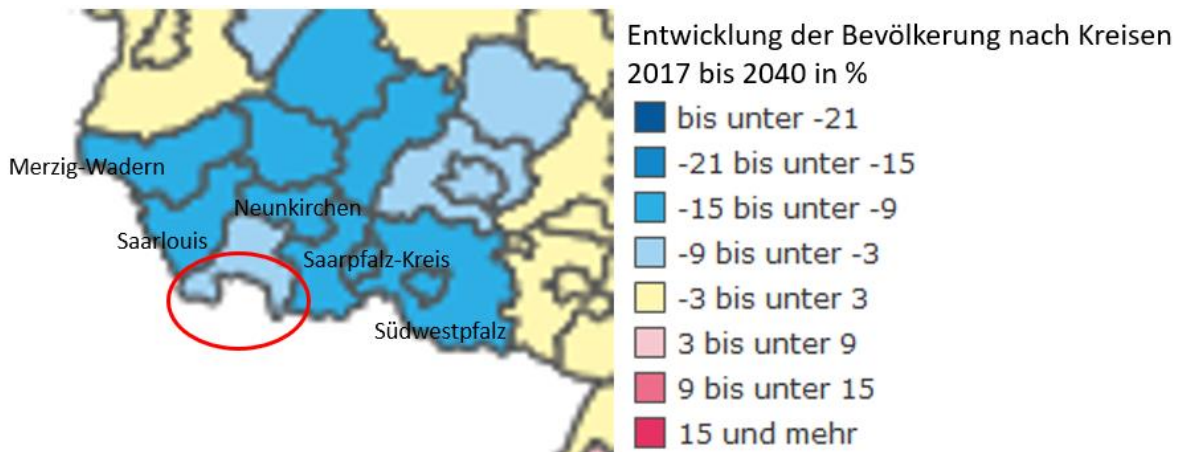 Entwicklung der Bevölkerung nach Kreisen
2017 bis 2040 in %
bis unter -21
-21 bis unter -15
-15 bis unter -9
-9 bis unter -3
-3 bis unter 3
3 bis unter 9
9 bis unter 15
15 und mehr
Merzig-Wadern
Neunkirchen
Saarlouis
Saarpfalz-Kreis
Südwestpfalz